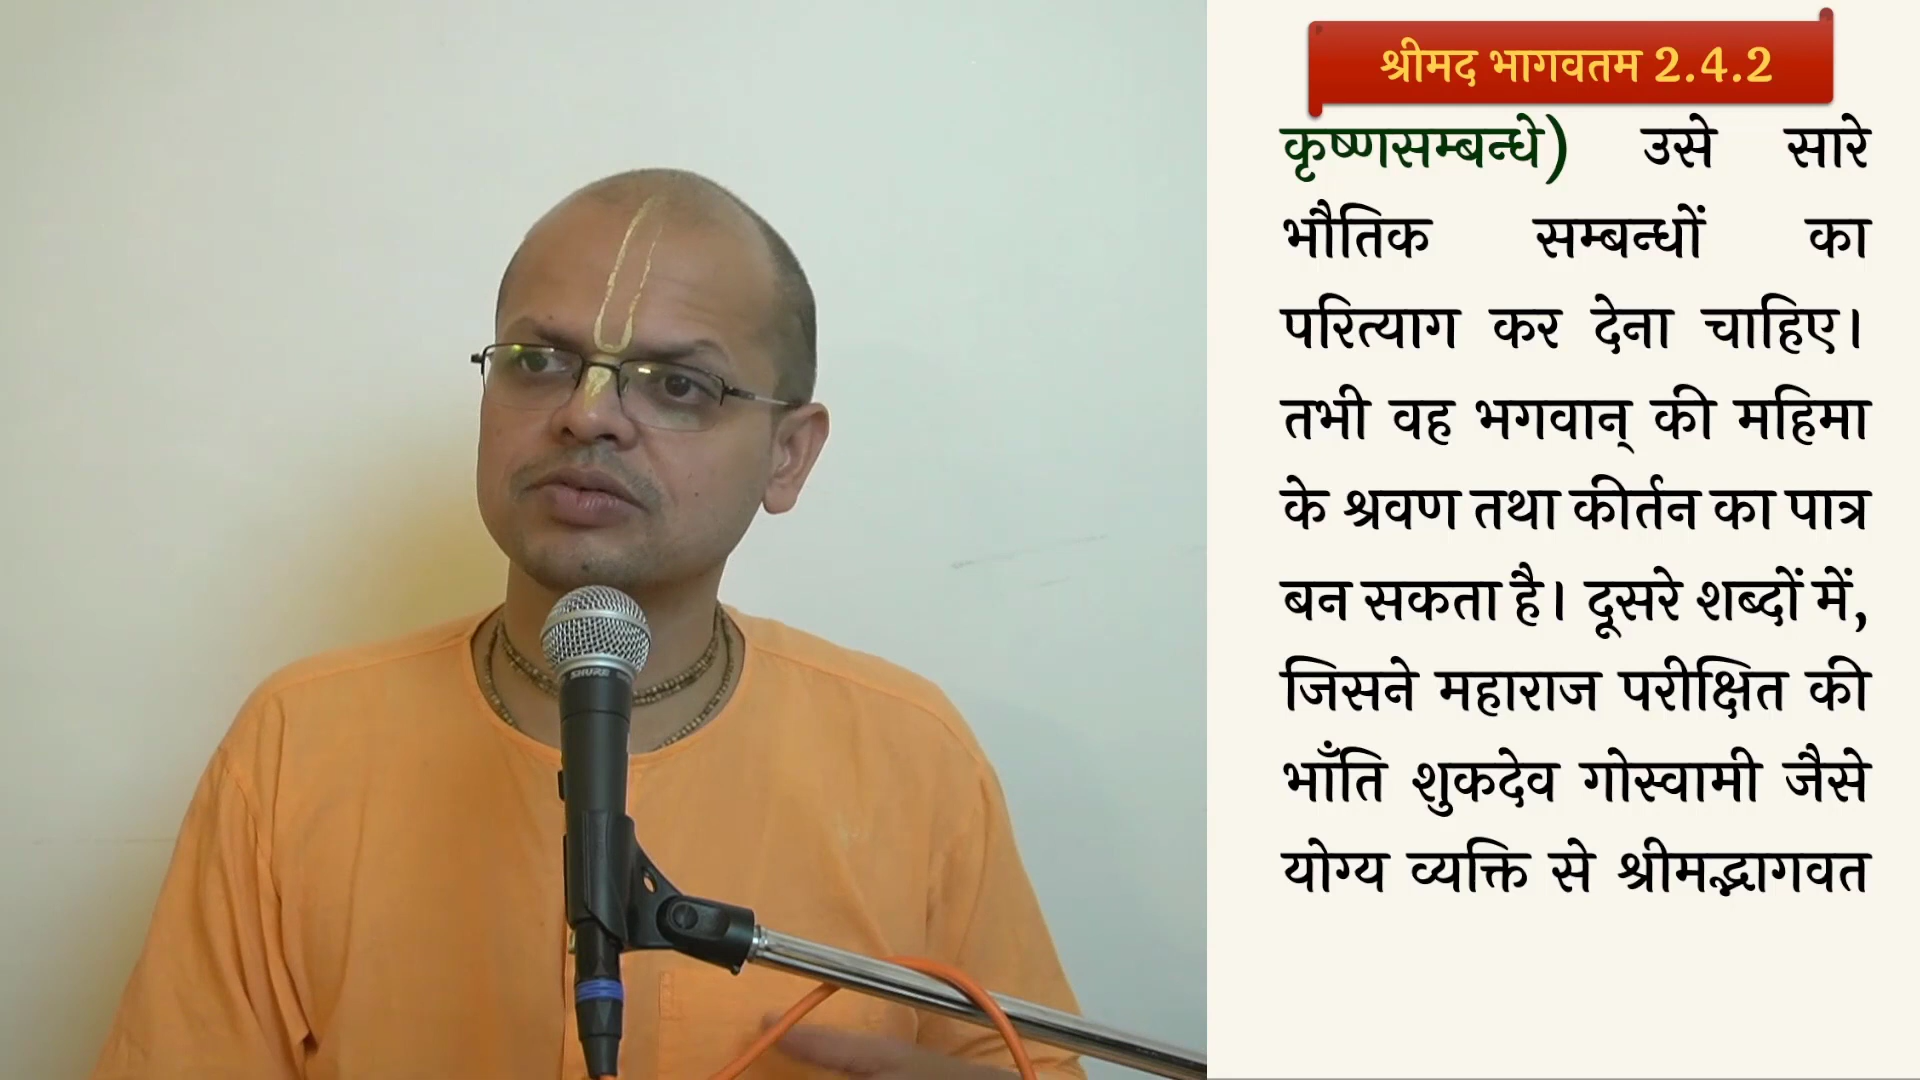 श्रीमद भागवतम 2.4.2
कृष्णसम्बन्धे) उसे सारे
भौतिक सम्बन्धों का
परित्याग कर देना चाहिए।
तभी वह भगवान् की महिमा
के श्रवण तथा कीर्तन का पात्र
बन सकता है। दूसरे शब्दों में,
जिसने महाराज परीक्षित की
भाँति शुकदेव गोस्वामी जैसे
योग्य व्यक्ति से श्रीमद्भागवत
SHURE